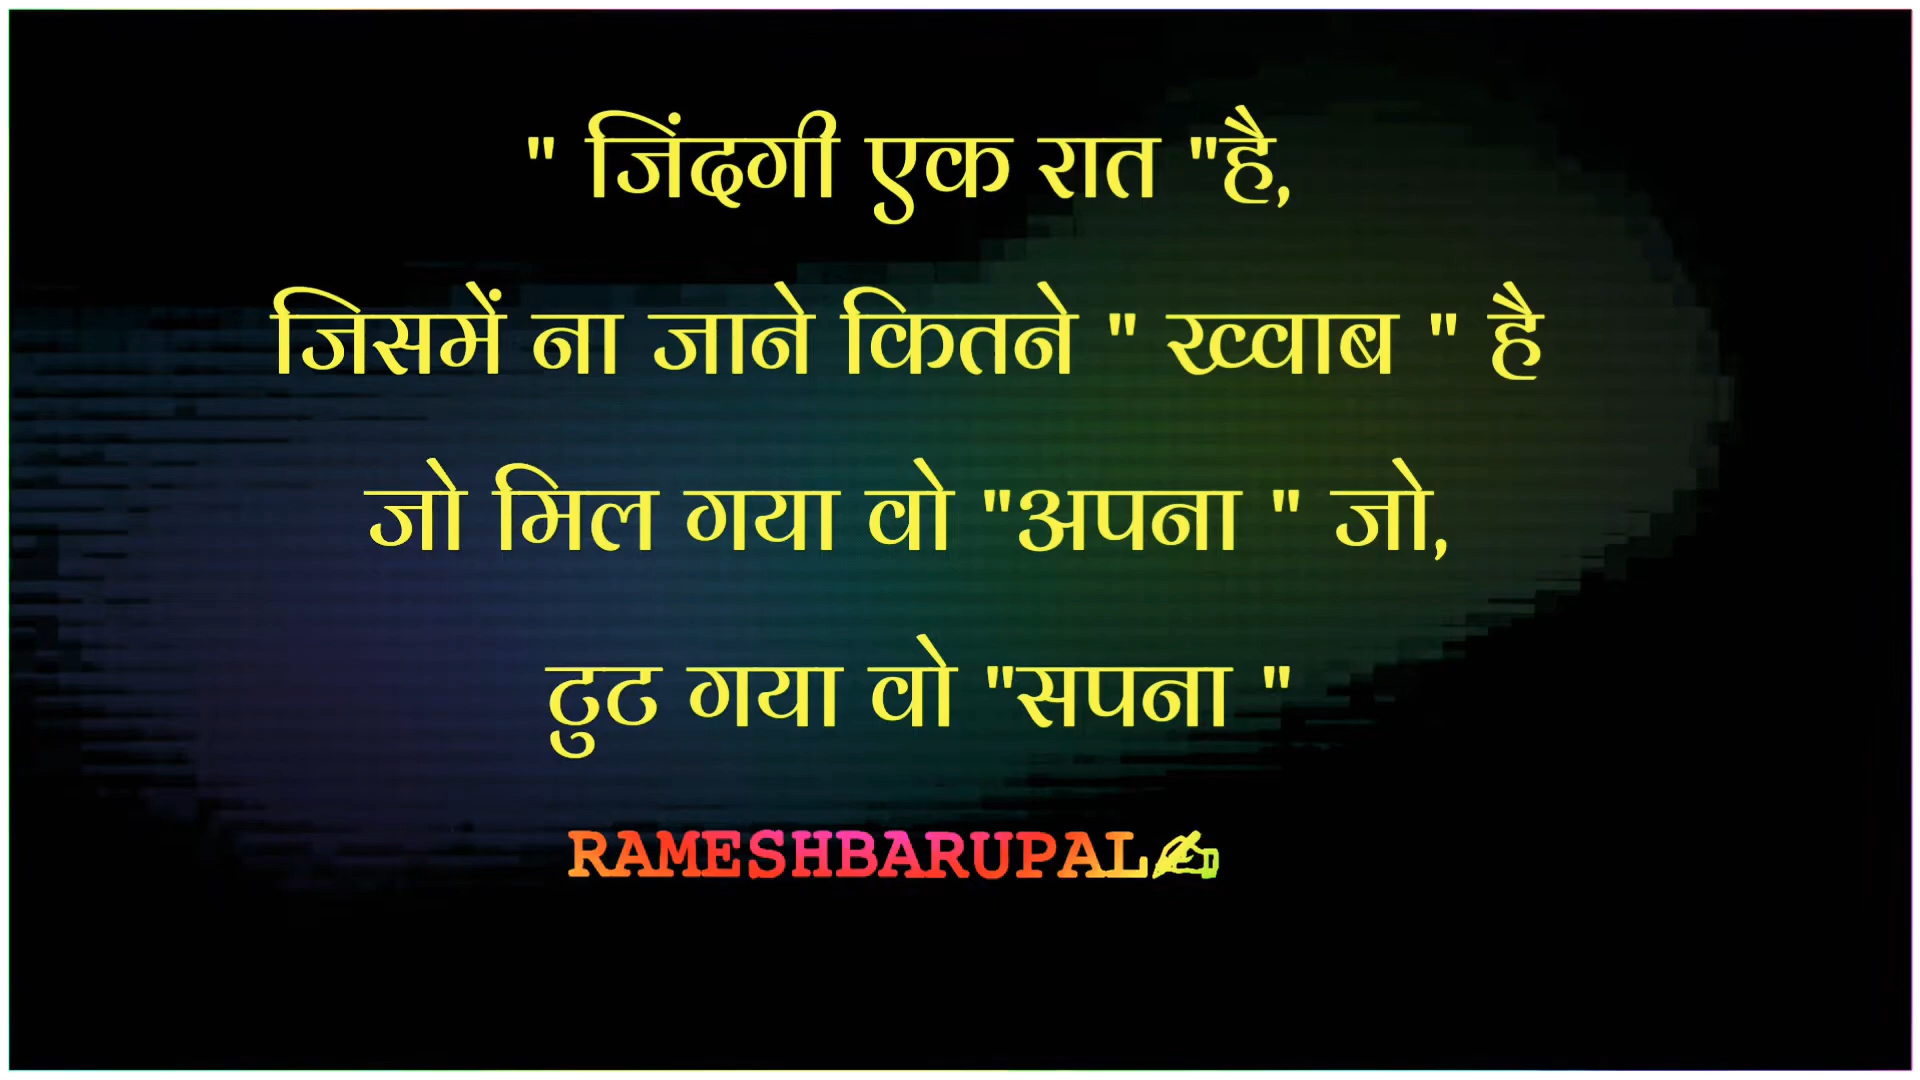 " जिंदगी एक रात "है,
जिसमें ना जाने कितने " ख्वाब " है
जो मिल गया वो "अपना " जो,
टुट गया वो "सपना "
RAMESHBARUPAL✍